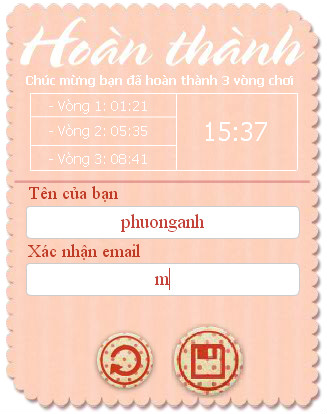 Hoàn thành
Chúc mừng bạn đã hoàn thành 3 vòng chơi
- Vòng 1: 01:21
- Vòng 2: 05:35
- Vòng 3: 08:41
15:37
Tên của bạn
phuonganh
Xác nhận email
m